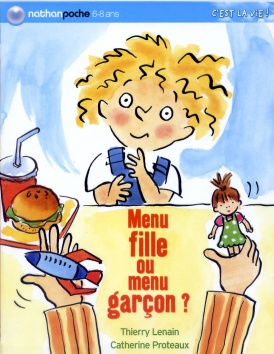 nathanpoche 6-8 ans
C'EST LA VIE !
Menu
fille
ou
menu
garçon ?
Thierry Lenain
Catherine Proteaux